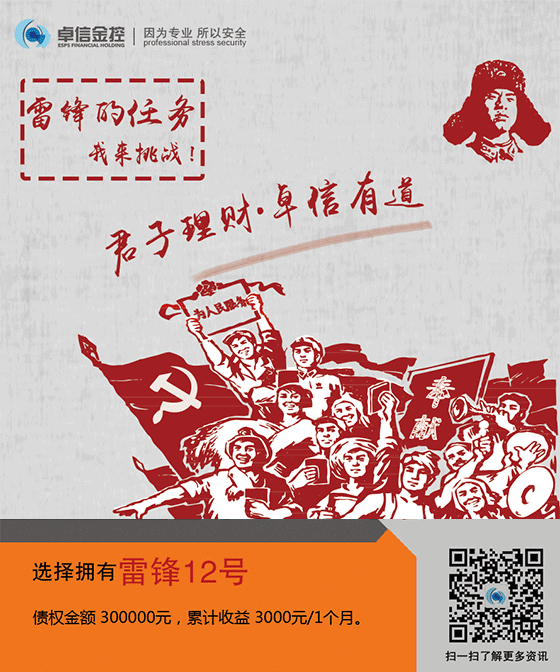 卓信金控
ESPS FINANCIAL HOLDING
因为专业 所以安全
professional stress security
雷锋的任务
我来挑战！
君子理财·卓信有道
为人民服务
奉献
选择拥有雷锋12号
债权金额 300000元，累计收益 3000元/1个月。
扫一扫了解更多资讯